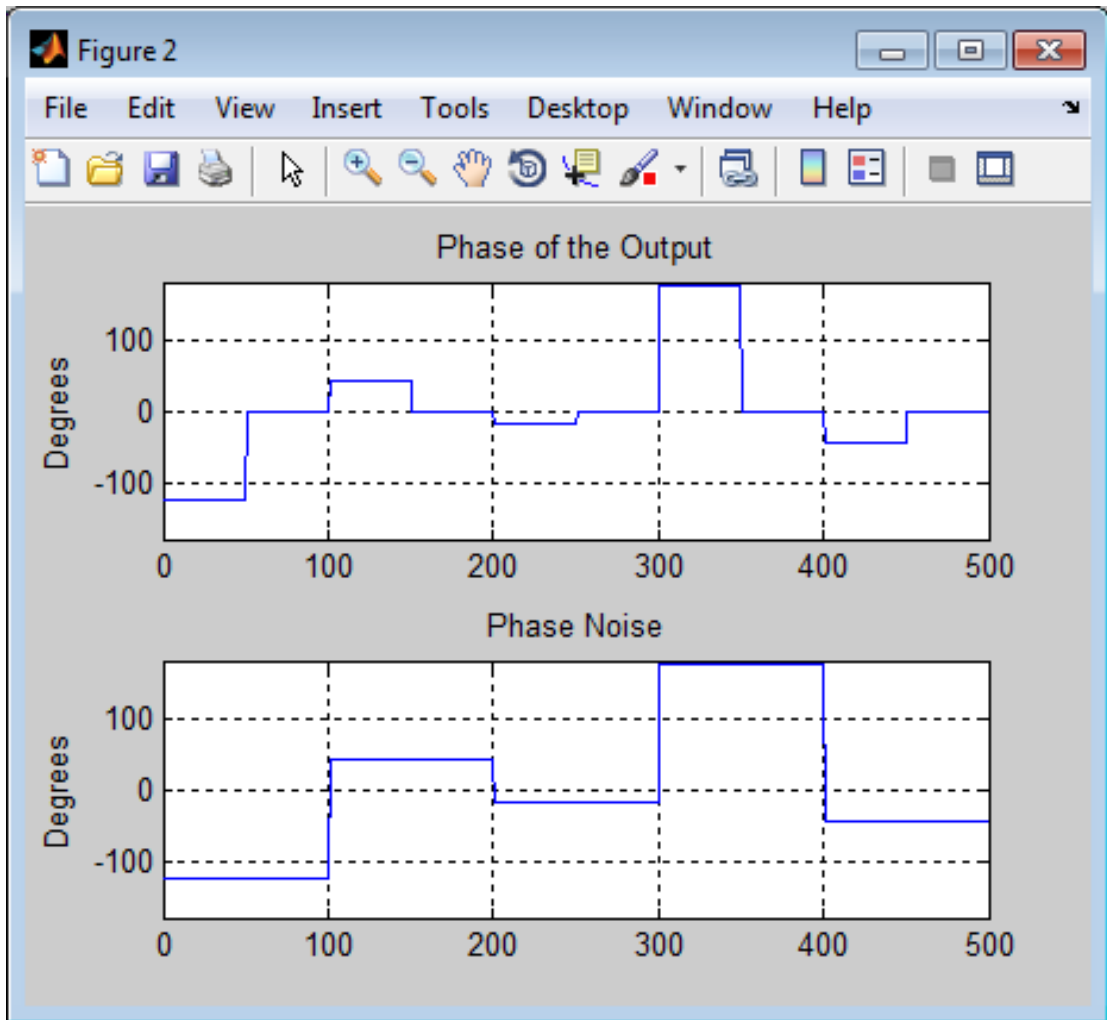 Figure 2
File Edit View Insert Tools Desktop Window Help
Phase of the Output
Degrees
100
0
-100
0 100 200 300 400 500
Phase Noise
Degrees
100
0
-100
0 100 200 300 400 500